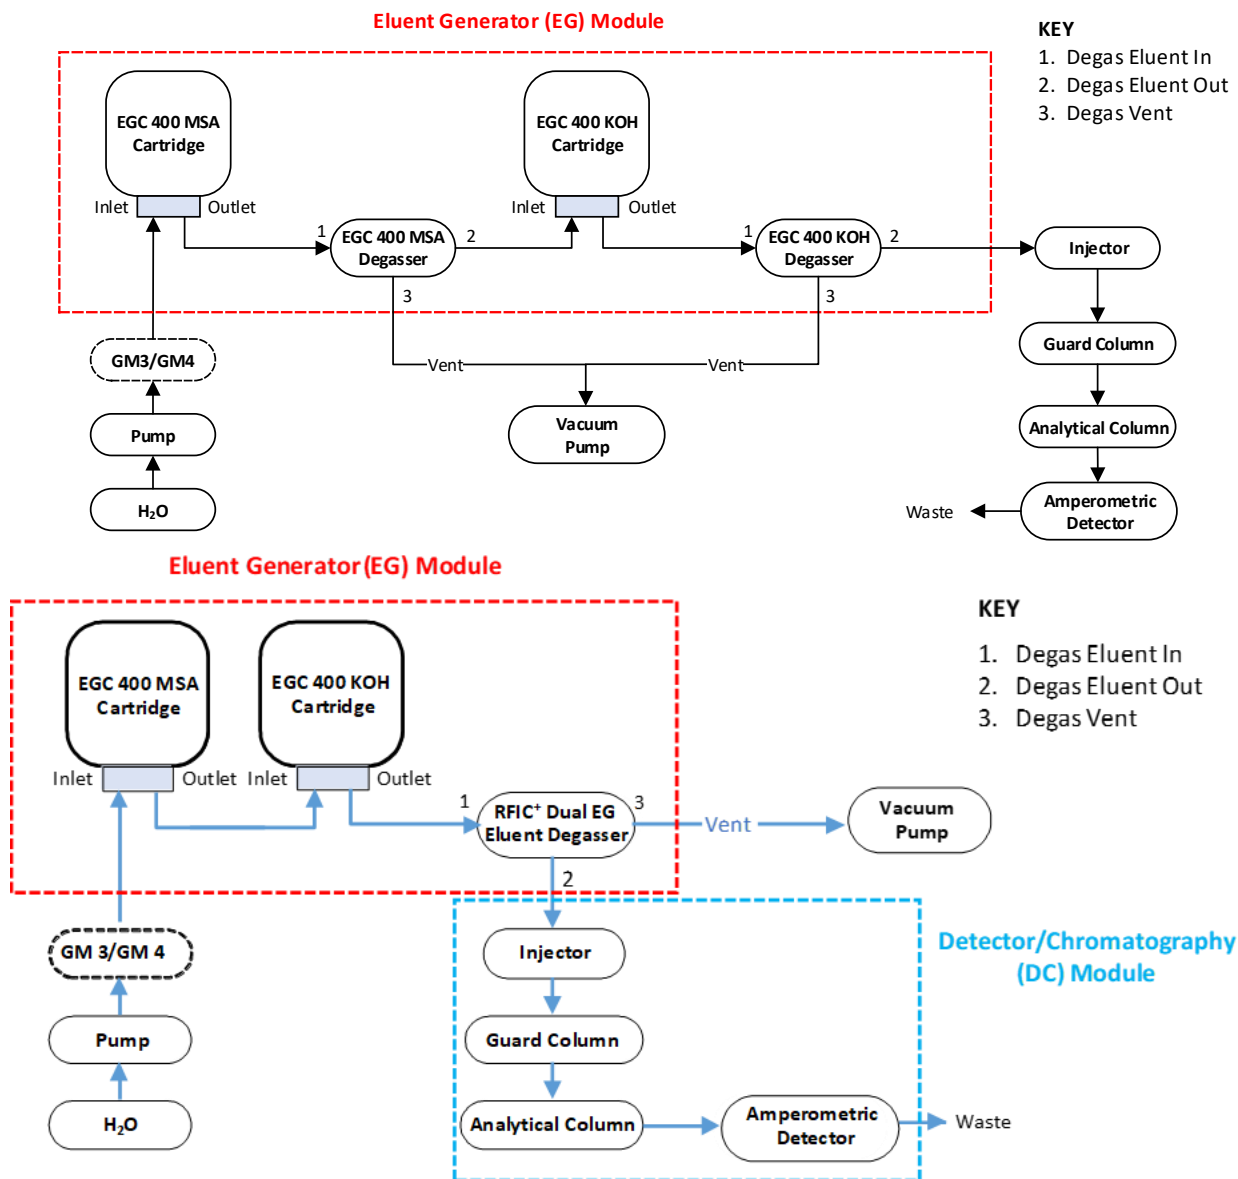 Eluent Generator (EG) Module
KEY
1. Degas Eluent In
2. Degas Eluent Out
3. Degas Vent
EGC 400 MSA
Cartridge
EGC 400 KOH
Cartridge
Inlet
Outlet
Inlet
Outlet
1
EGC 400 MSA
Degasser
2
3
1
EGC 400 KOH
Degasser
2
3
Injector
GM3/GM4
Vent
Vent
Guard Column
Pump
Vacuum
Pump
Analytical Column
H₂O
Waste
Amperometric
Detector
Eluent Generator (EG) Module
KEY
1. Degas Eluent In
2. Degas Eluent Out
3. Degas Vent
EGC 400 MSA
Cartridge
EGC 400 KOH
Cartridge
Inlet
Outlet
Inlet
Outlet
1
RFIC⁺ Dual EG
Eluent Degasser
3
2
Vent
Vacuum
Pump
GM 3/GM 4
Injector
Detector/Chromatography
(DC) Module
Pump
Guard Column
H₂O
Analytical Column
Amperometric
Detector
Waste